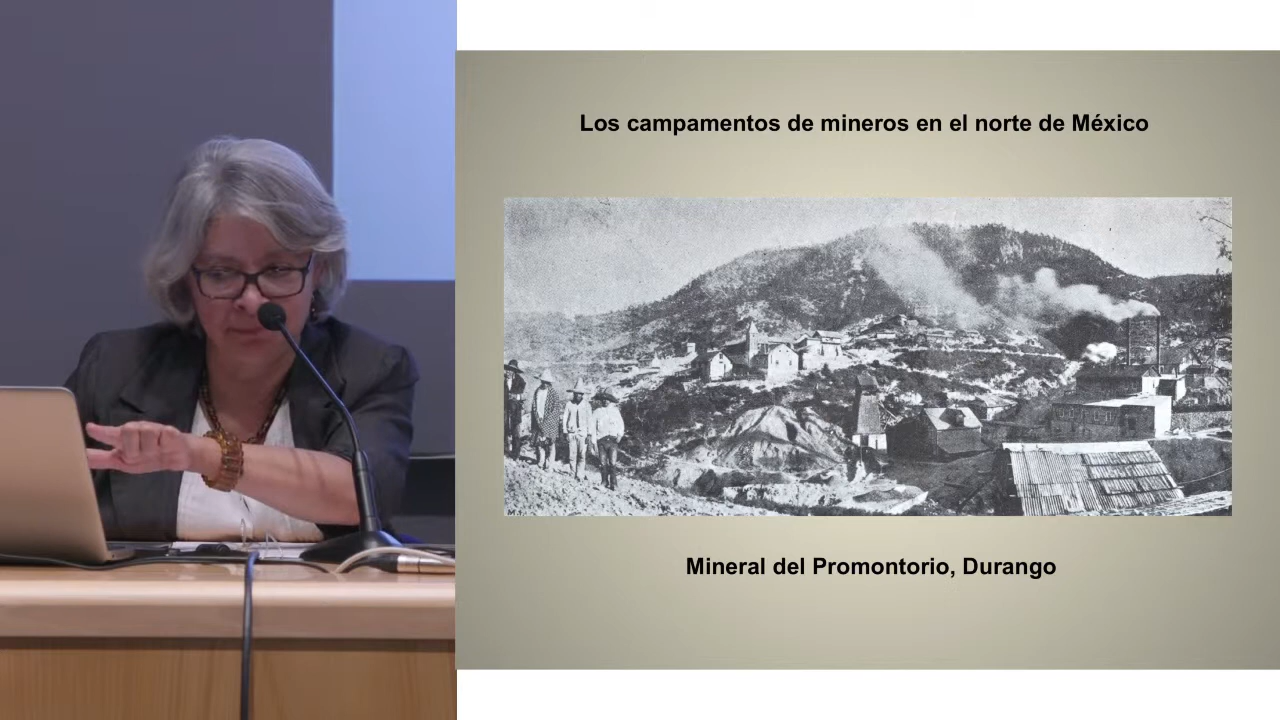 Los campamentos de mineros en el norte de México
Mineral del Promontorio, Durango